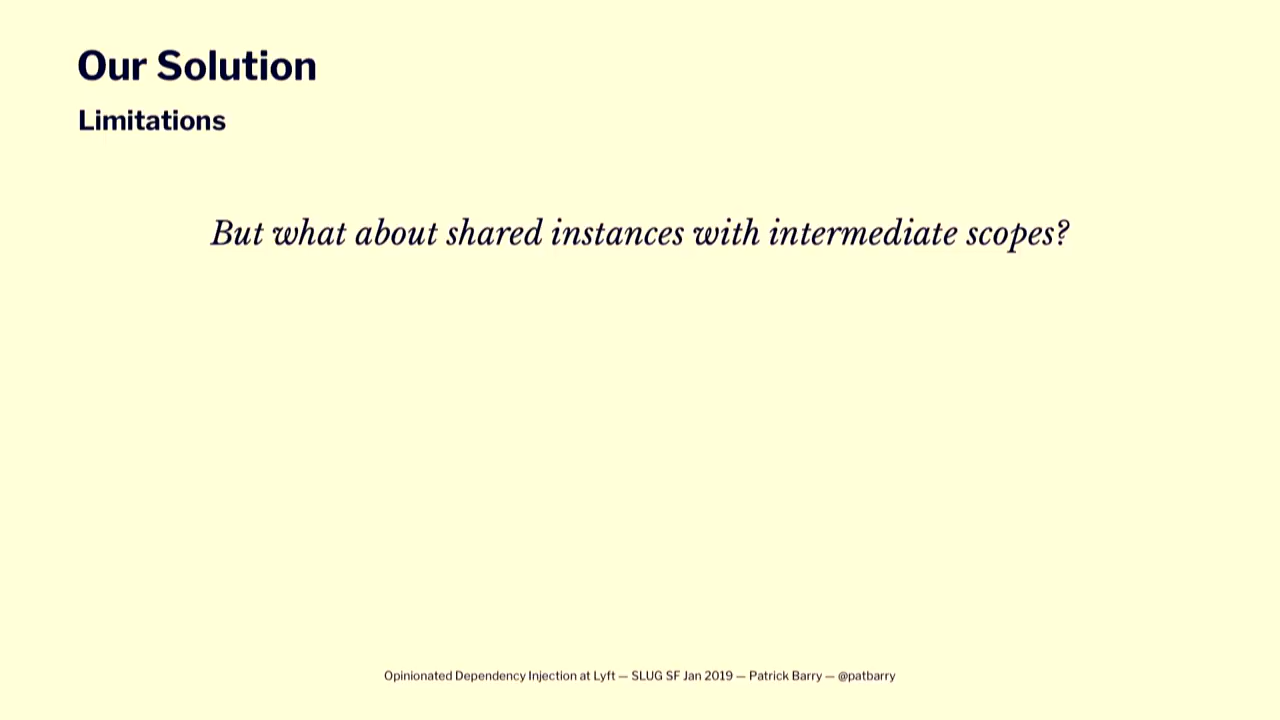 Our Solution
Limitations
But what about shared instances with intermediate scopes?
Opinionated Dependency Injection at Lyft — SLUG SF Jan 2019 — Patrick Barry — @patbarry